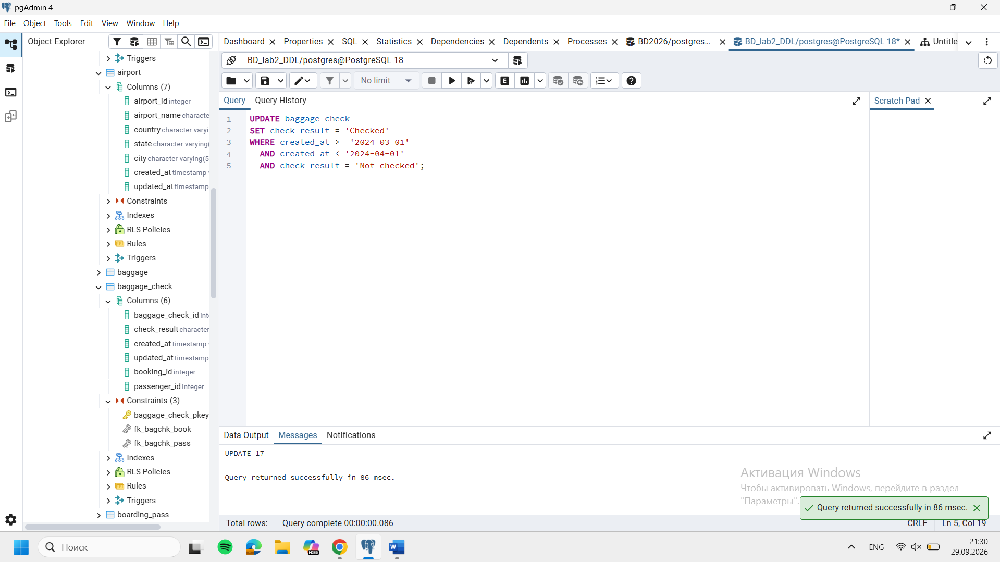 pgAdmin 4
File Object Tools Edit View Window Help
Object Explorer
Dashboard Properties SQL Statistics Dependencies Dependents Processes BD2026/postgres... BD_lab2_DDL/postgres@PostgreSQL 18* Untitle
BD_lab2_DDL/postgres@PostgreSQL 18
No limit
E
Query Query History
Scratch Pad
Triggers
airport
Columns (7)
airport_id integer
airport_name characte
country character varyi
state character varying(
city character varying(5
created_at timestamp
updated_at timestamp
Constraints
Indexes
RLS Policies
Rules
Triggers
baggage
baggage_check
Columns (6)
baggage_check_id int
check_result character
created_at timestamp
updated_at timestamp
booking_id integer
passenger_id integer
Constraints (3)
baggage_check_pkey
fk_bagchk_book
fk_bagchk_pass
Indexes
RLS Policies
Rules
Triggers
boarding_pass
1 UPDATE baggage_check
2 SET check_result = 'Checked'
3 WHERE created_at >= '2024-03-01'
4 AND created_at < '2024-04-01'
5 AND check_result = 'Not checked';
Data Output Messages Notifications
UPDATE 17
Query returned successfully in 86 msec.
Активация Windows
Чтобы активировать Windows, перейдите в раздел
"Параметры".
Query returned successfully in 86 msec.
Total rows: Query complete 00:00:00.086
CRLF Ln 5, Col 19
Поиск
M365
ENG
21:30
29.09.2026